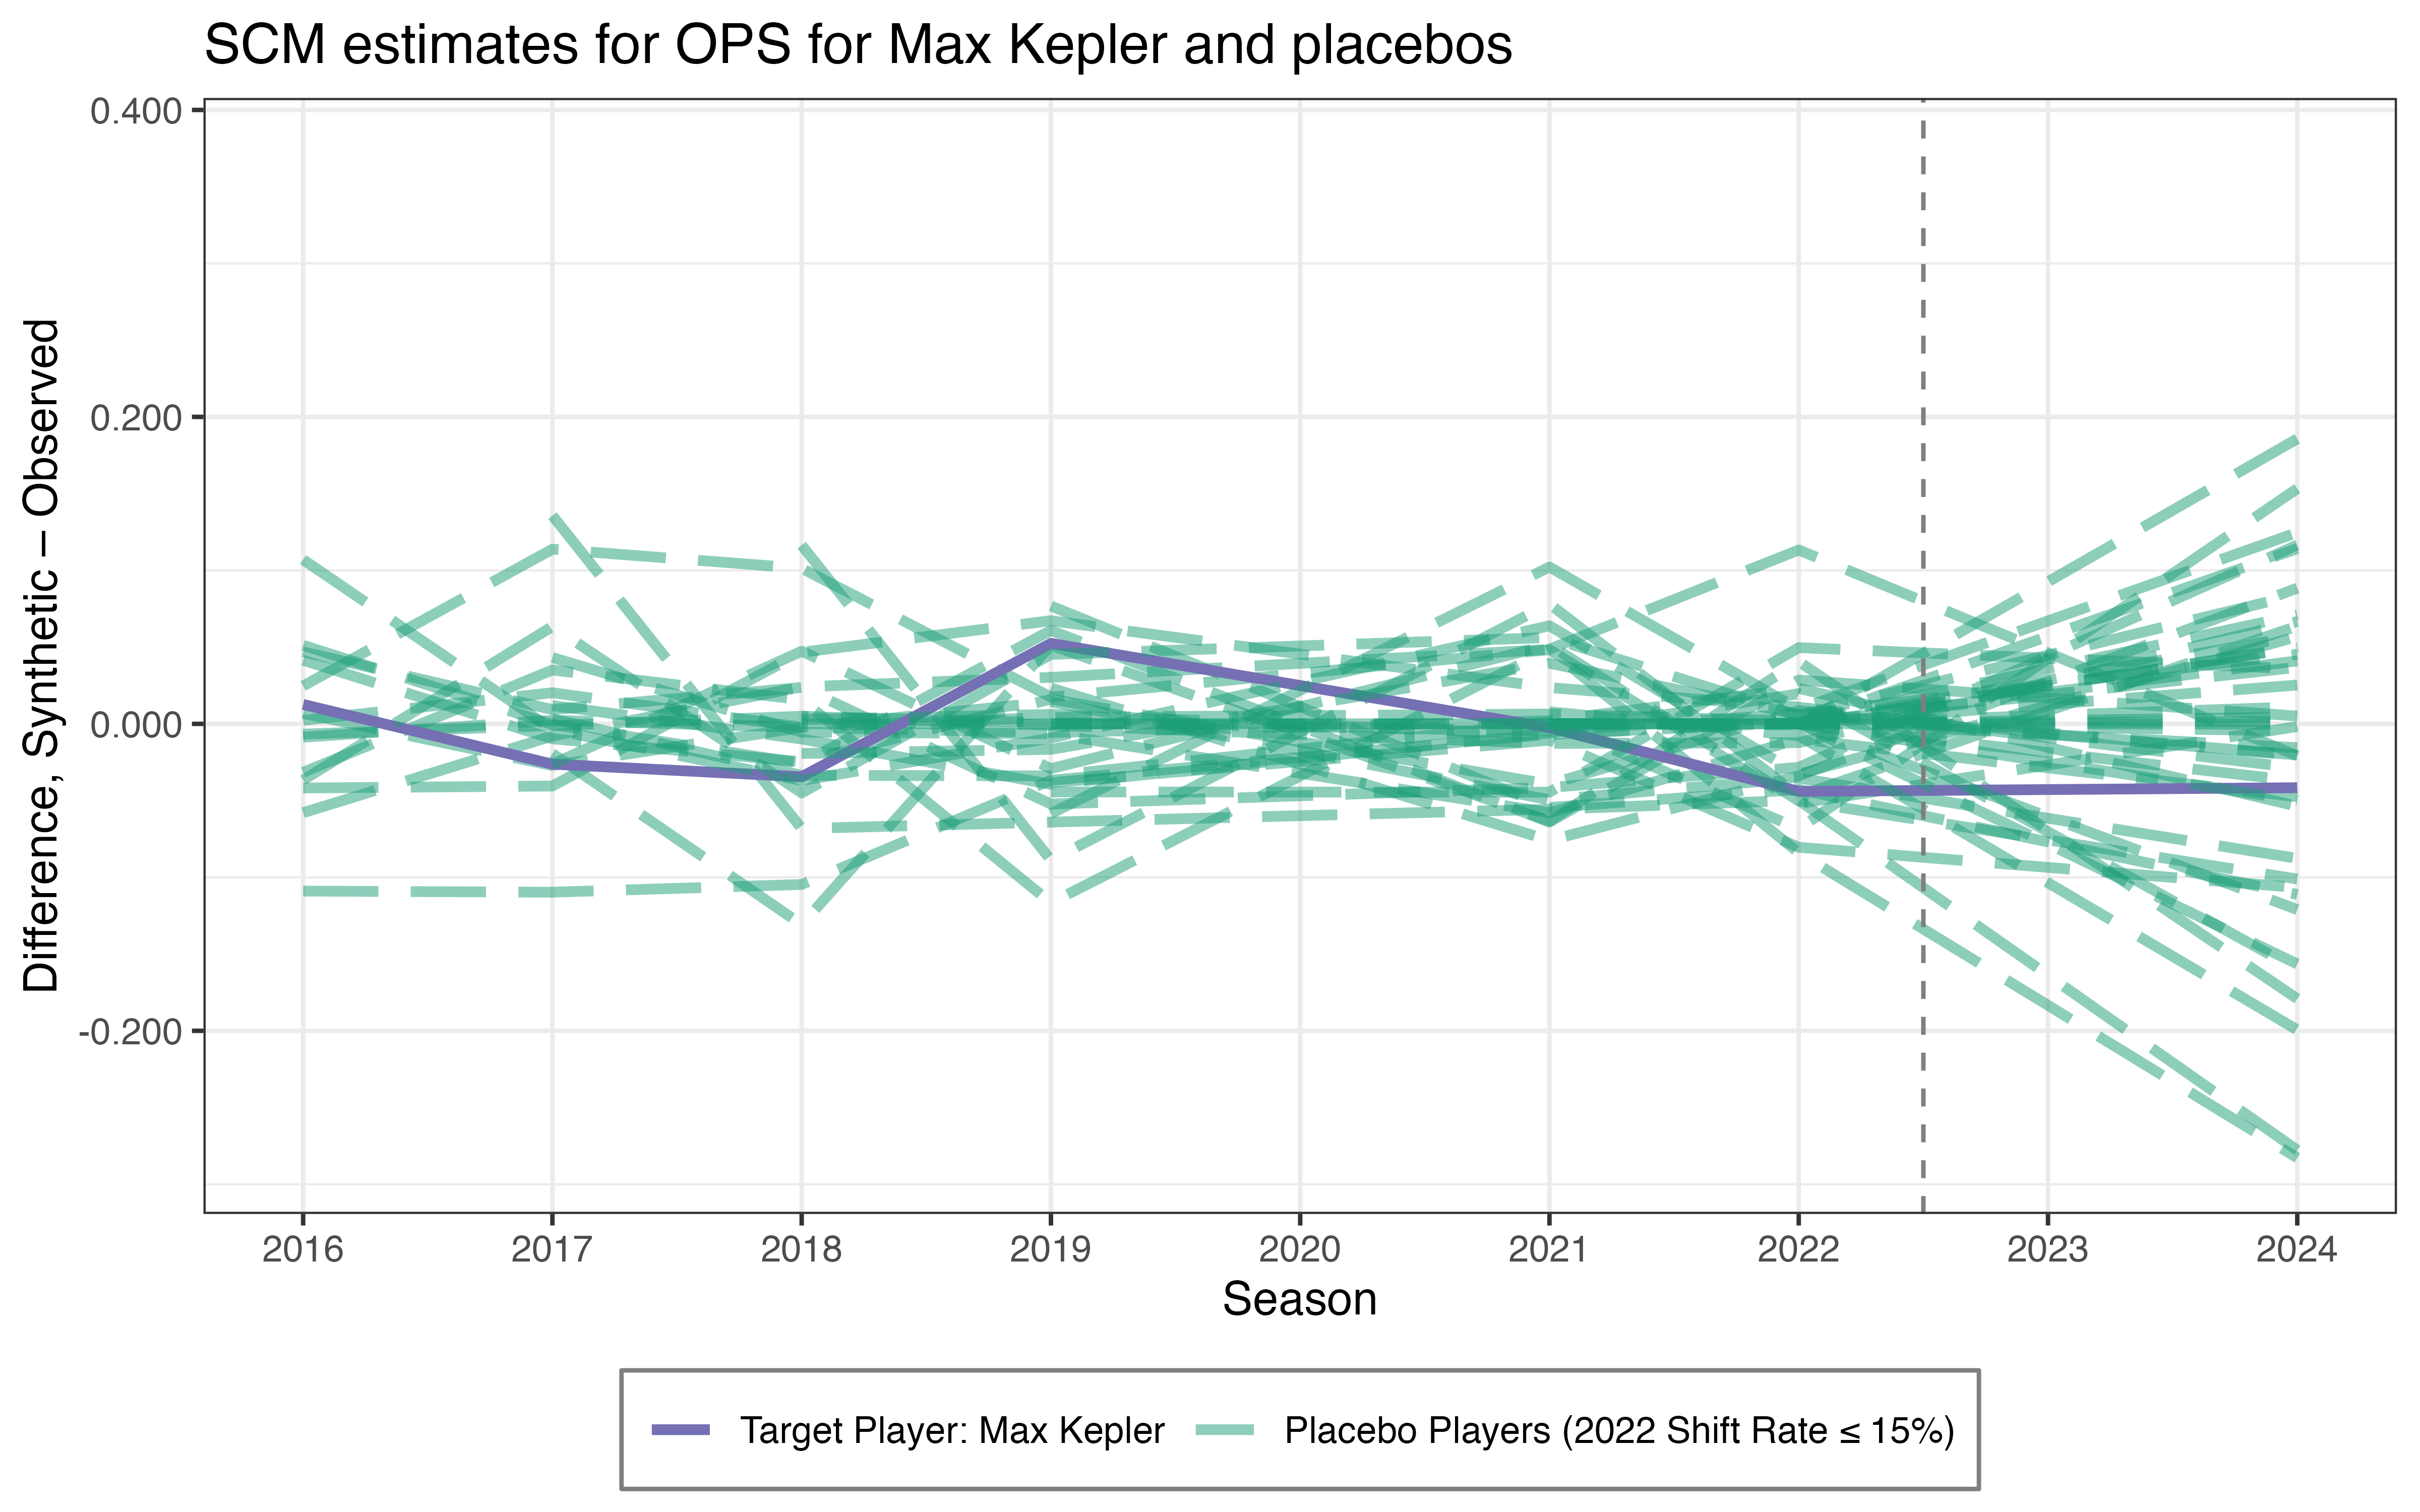 SCM estimates for OPS for Max Kepler and placebos
Difference, Synthetic – Observed
0.400
0.200
0.000
-0.200
2016 2017 2018 2019 2020 2021 2022 2023 2024
Season
Target Player: Max Kepler Placebo Players (2022 Shift Rate ≤ 15%)